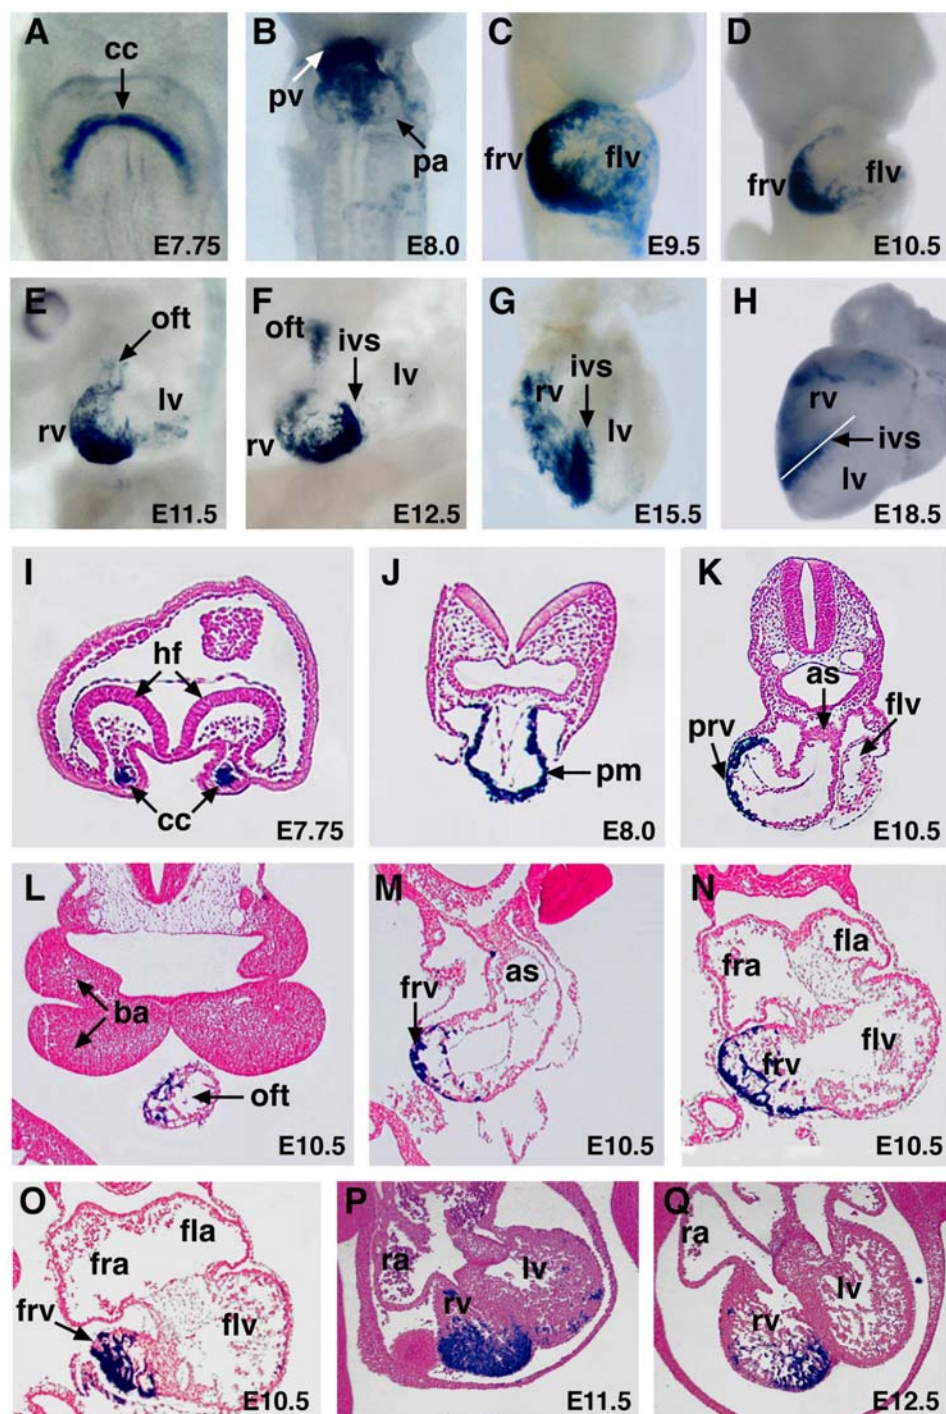 A
cc
E7.75
B
pv
pa
E8.0
C
frv
flv
E9.5
D
frv
flv
E10.5
E
oft
rv
lv
E11.5
F
oft
ivs
lv
rv
E12.5
G
rv
ivs
lv
E15.5
H
rv
ivs
lv
E18.5
I
hf
cc
E7.75
J
pm
E8.0
K
as
flv
prv
E10.5
L
ba
oft
E10.5
M
as
frv
E10.5
N
fla
fra
flv
frv
E10.5
O
fla
fra
frv
flv
E10.5
P
ra
lv
rv
E11.5
Q
ra
lv
rv
E12.5